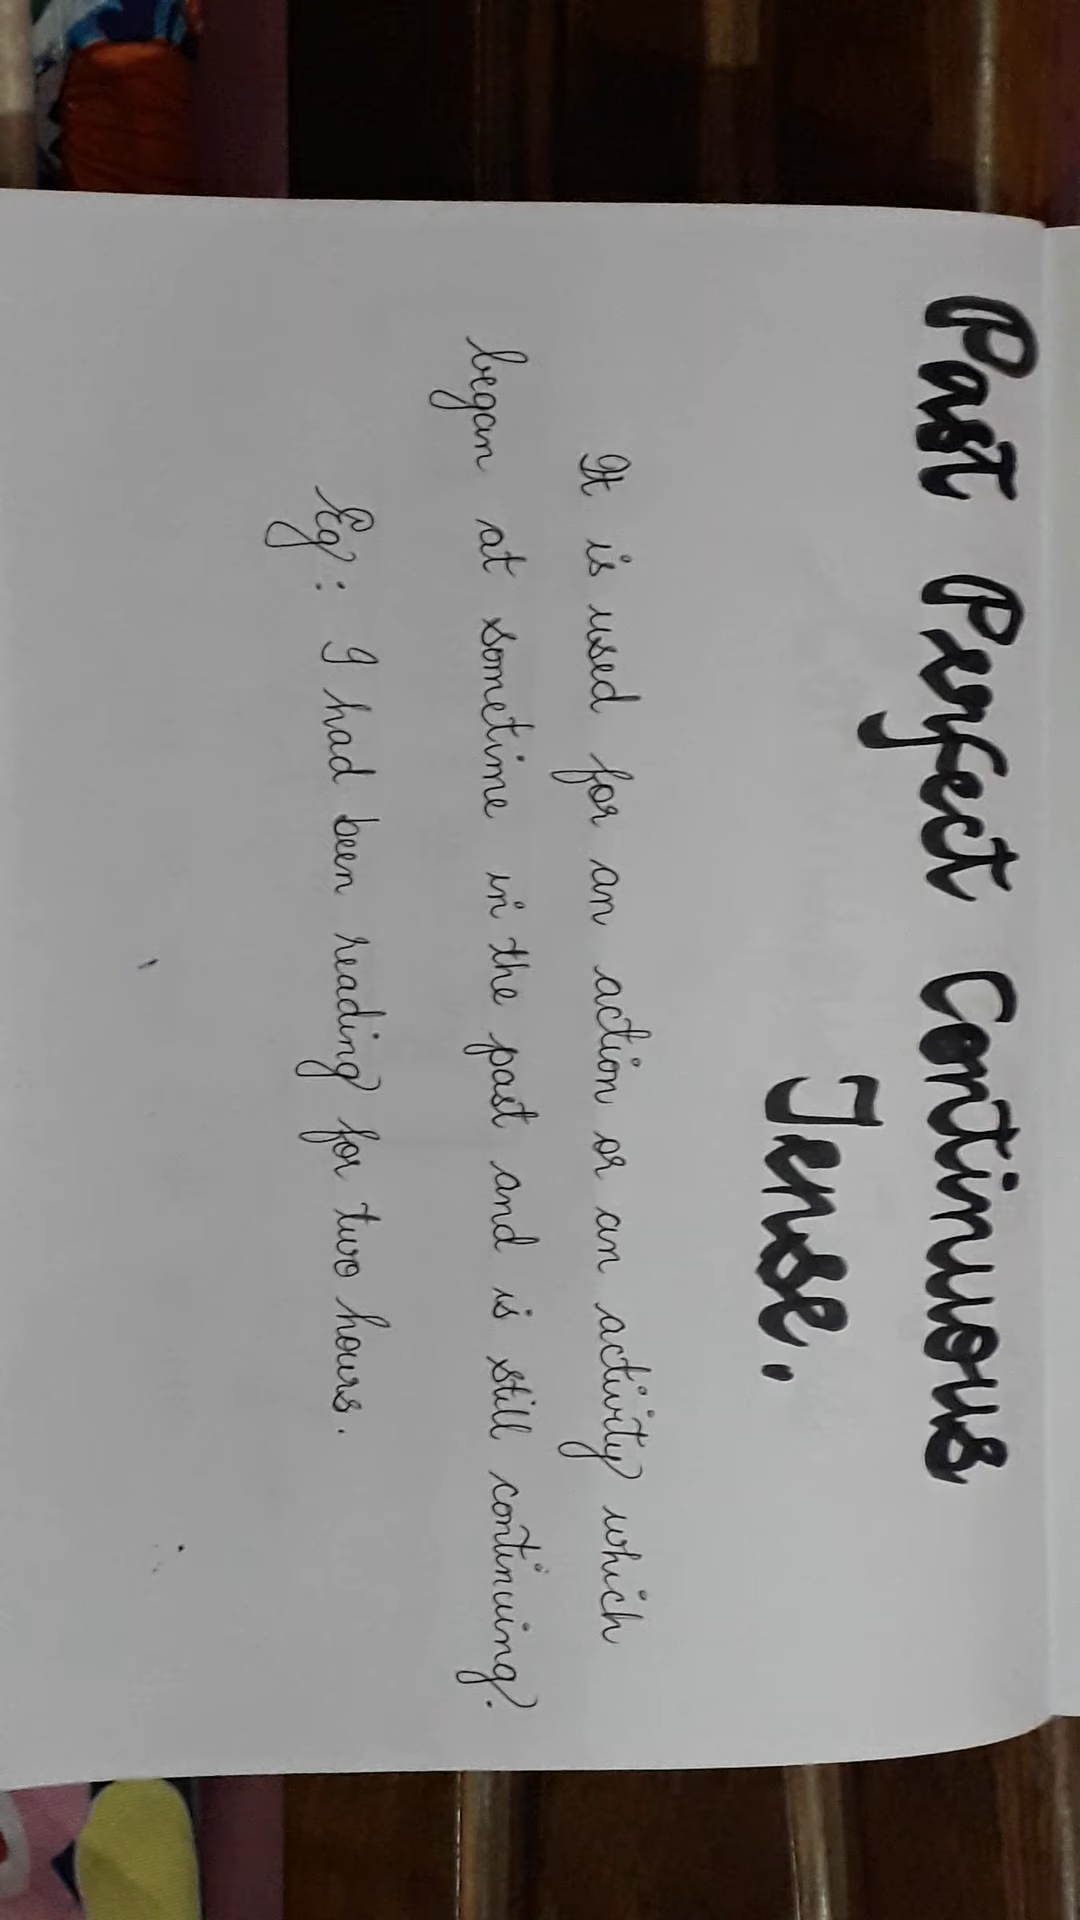 Past Perfect Continuous
Tense.
It is used for an action or an activity which
began at sometime in the past and is still continuing.
Eg: I had been reading for two hours.